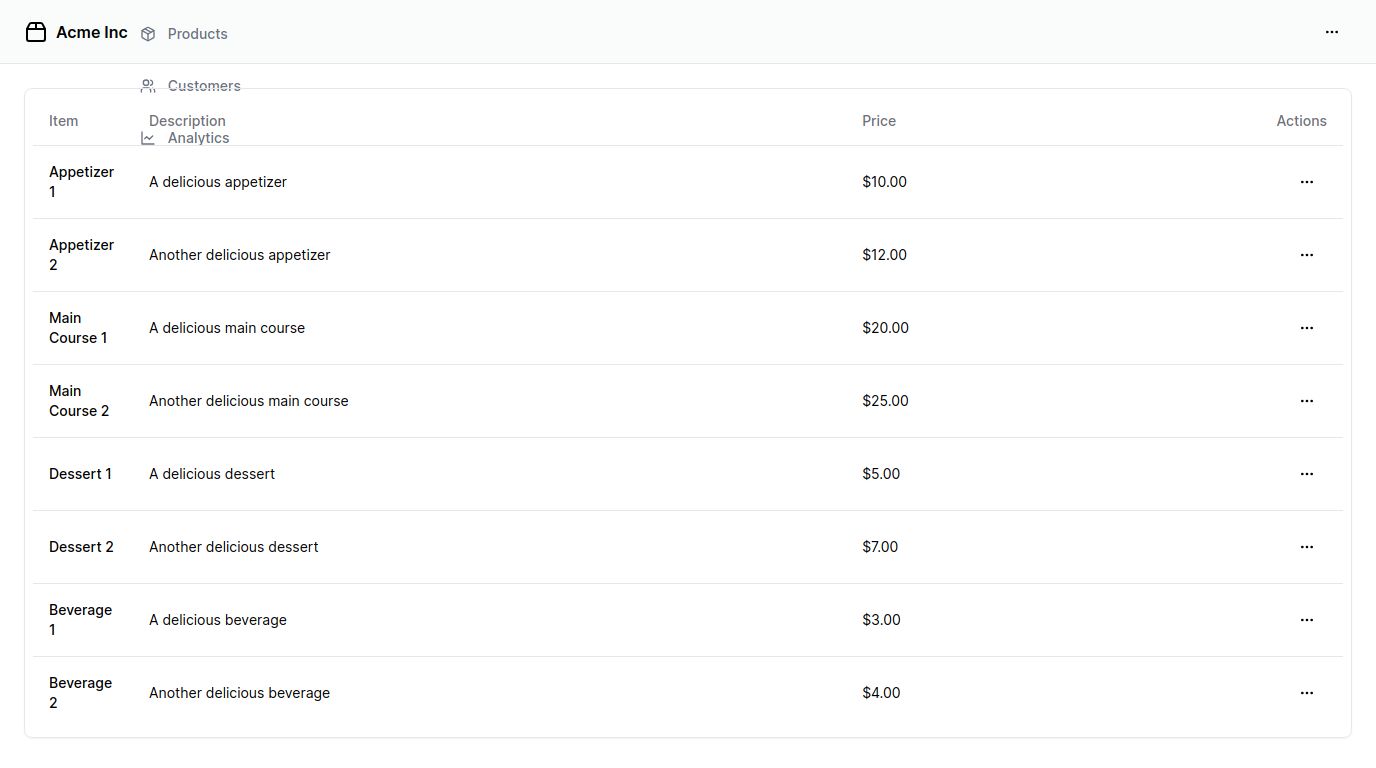 Acme Inc
Products
Customers
Item Description Price Actions
Analytics
Appetizer
1
A delicious appetizer $10.00
Appetizer
2
Another delicious appetizer $12.00
Main
Course 1
A delicious main course $20.00
Main
Course 2
Another delicious main course $25.00
Dessert 1 A delicious dessert $5.00
Dessert 2 Another delicious dessert $7.00
Beverage
1
A delicious beverage $3.00
Beverage
2
Another delicious beverage $4.00